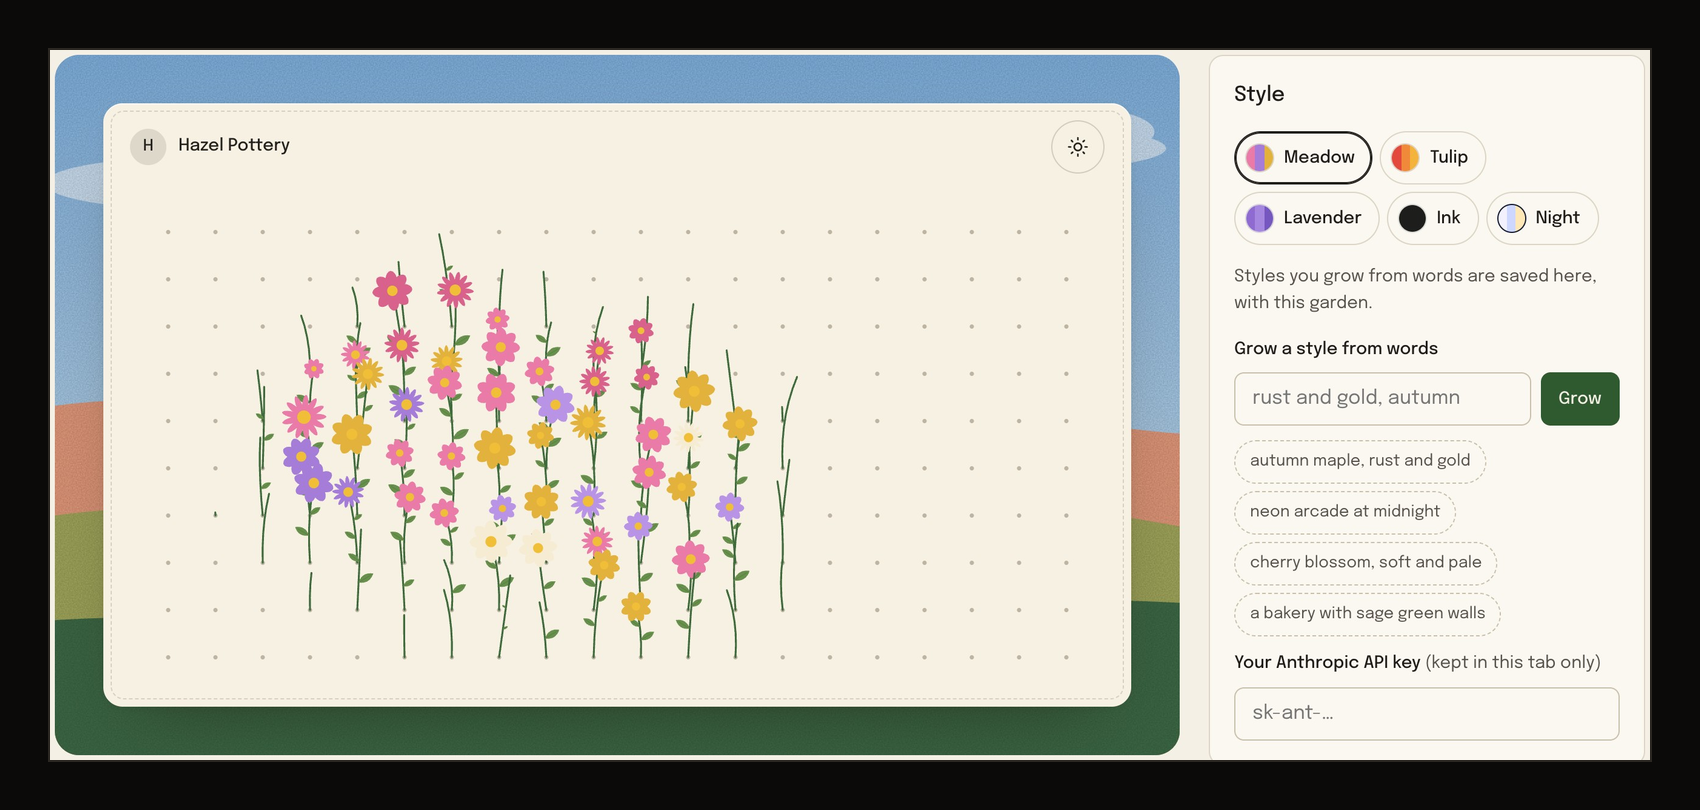 H Hazel Pottery
Style
Meadow Tulip
Lavender Ink Night
Styles you grow from words are saved here,
with this garden.
Grow a style from words
rust and gold, autumn Grow
autumn maple, rust and gold
neon arcade at midnight
cherry blossom, soft and pale
a bakery with sage green walls
Your Anthropic API key (kept in this tab only)
sk-ant-…